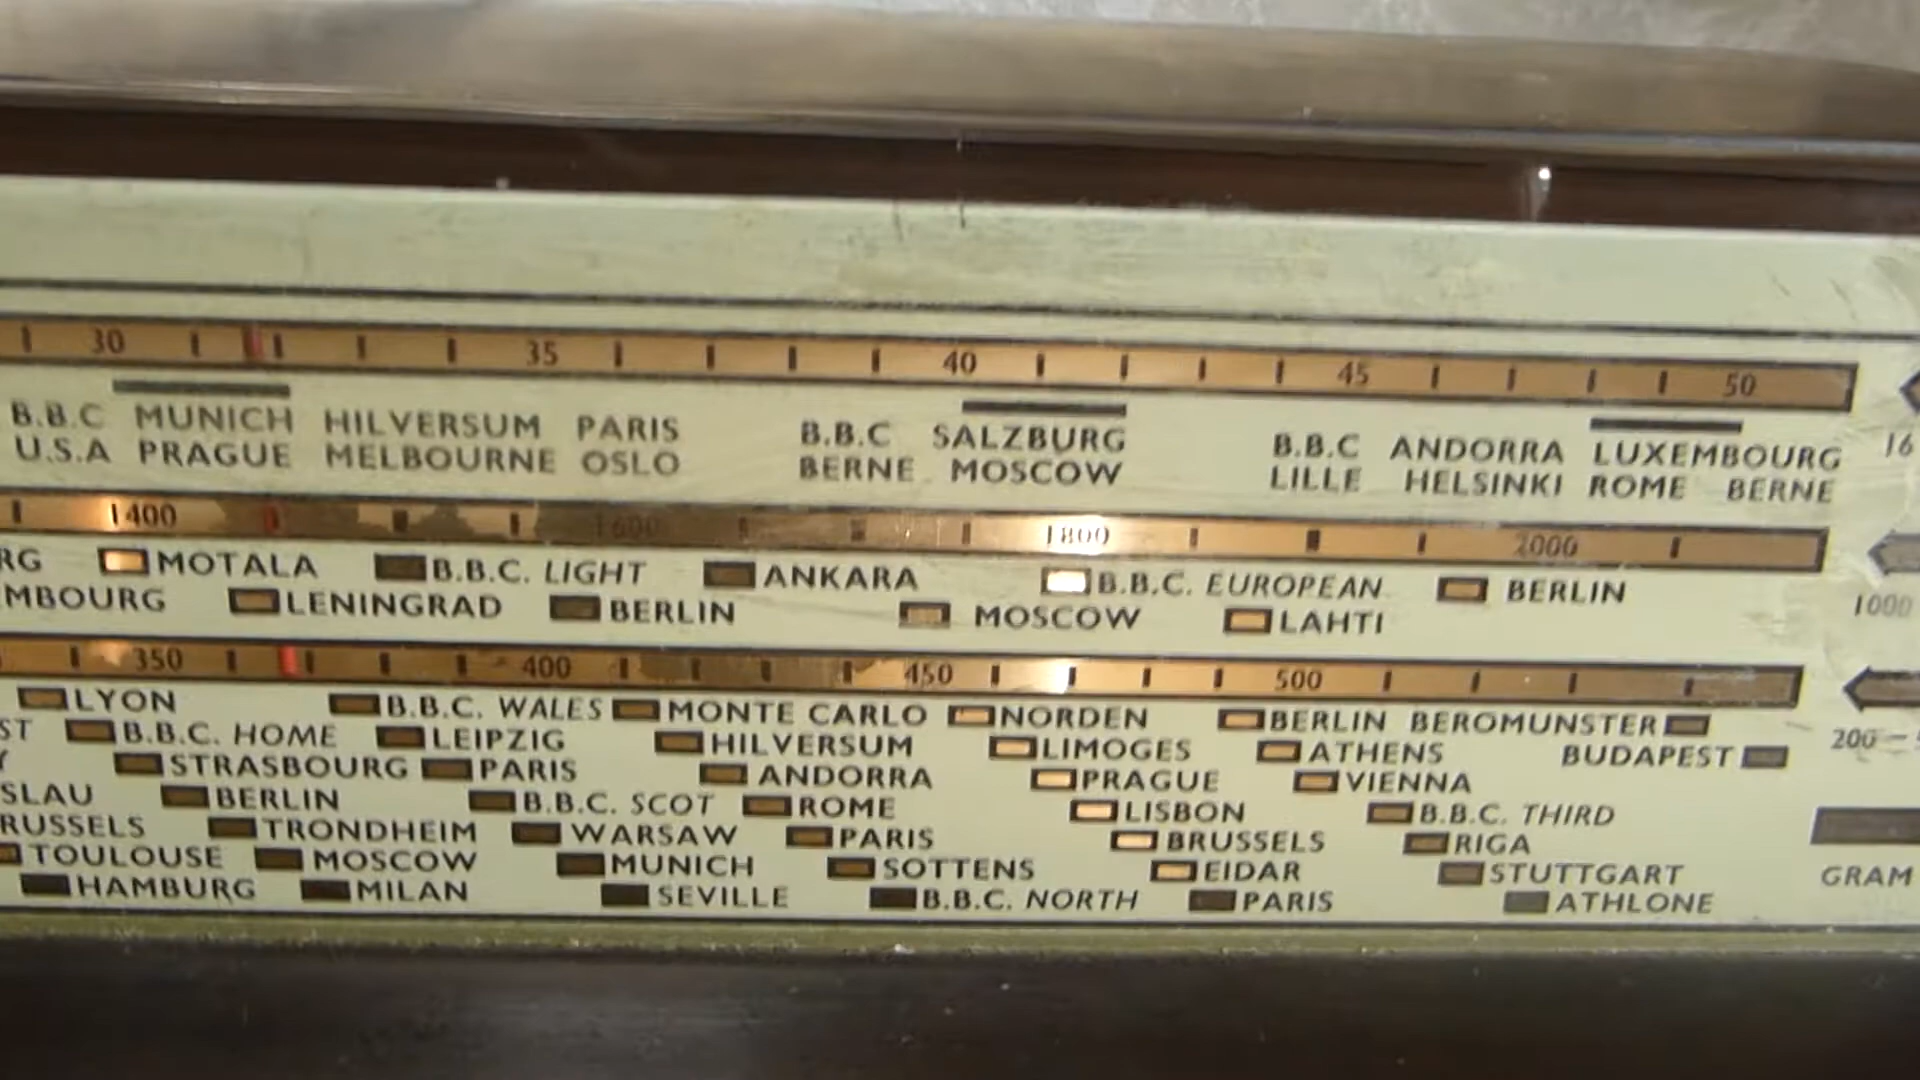 30 35 40 45 50
B.B.C MUNICH HILVERSUM PARIS B.B.C SALZBURG B.B.C ANDORRA LUXEMBOURG 16
U.S.A PRAGUE MELBOURNE OSLO BERNE MOSCOW LILLE HELSINKI ROME BERNE
1400 1600 1800 2000
RG MOTALA B.B.C. LIGHT ANKARA B.B.C. EUROPEAN BERLIN 1000
MBOURG LENINGRAD BERLIN MOSCOW LAHTI
350 400 450 500
LYON B.B.C. WALES MONTE CARLO NORDEN BERLIN BEROMUNSTER
ST B.B.C. HOME LEIPZIG HILVERSUM LIMOGES ATHENS BUDAPEST 200 –
Y STRASBOURG PARIS ANDORRA PRAGUE VIENNA
SLAU BERLIN B.B.C. SCOT ROME LISBON B.B.C. THIRD
RUSSELS TRONDHEIM WARSAW PARIS BRUSSELS RIGA
TOULOUSE MOSCOW MUNICH SOTTENS EIDAR STUTTGART GRAM
HAMBURG MILAN SEVILLE B.B.C. NORTH PARIS ATHLONE